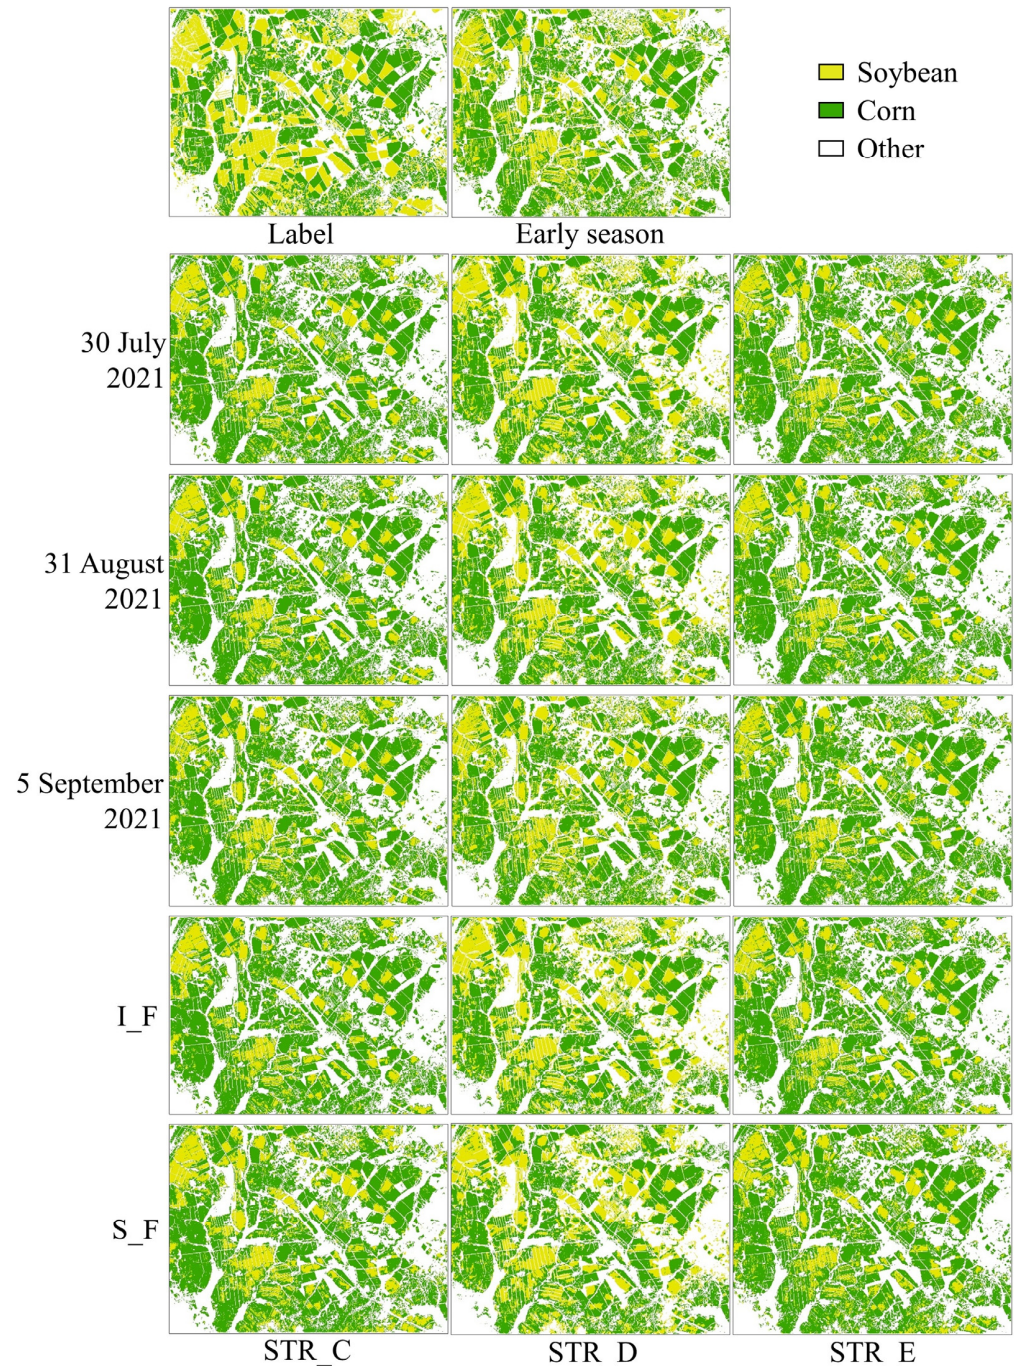 Soybean
Corn
Other
Label
Early season
30 July
2021
31 August
2021
5 September
2021
I_F
S_F
STR_C
STR_D
STR_E